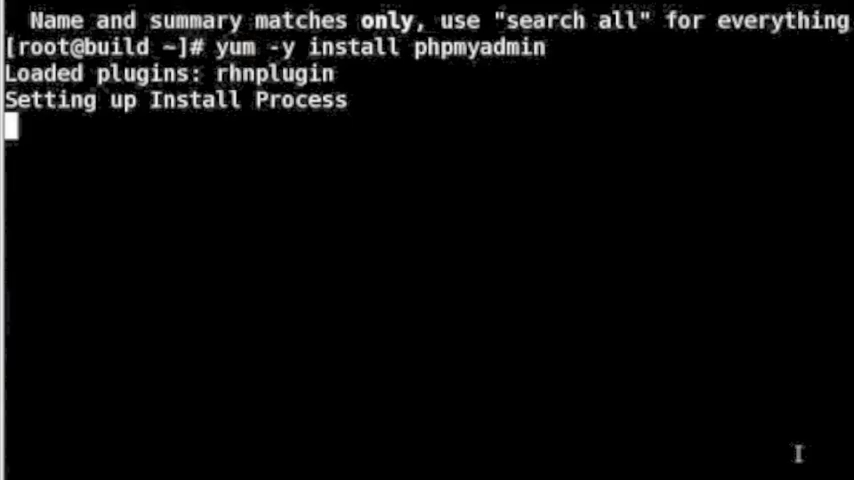 Name and summary matches only, use "search all" for everything
[root@build ~]# yum -y install phpmyadmin
Loaded plugins: rhnplugin
Setting up Install Process